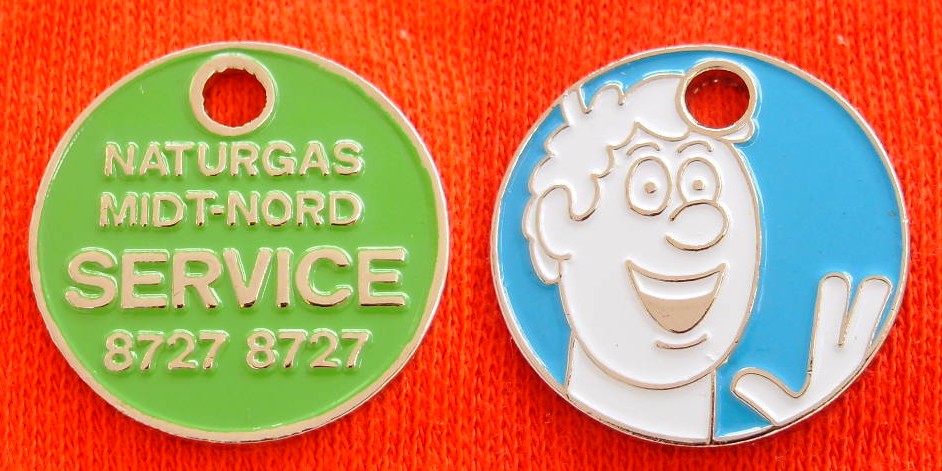 NATURGAS
MIDT-NORD
SERVICE
8727 8727